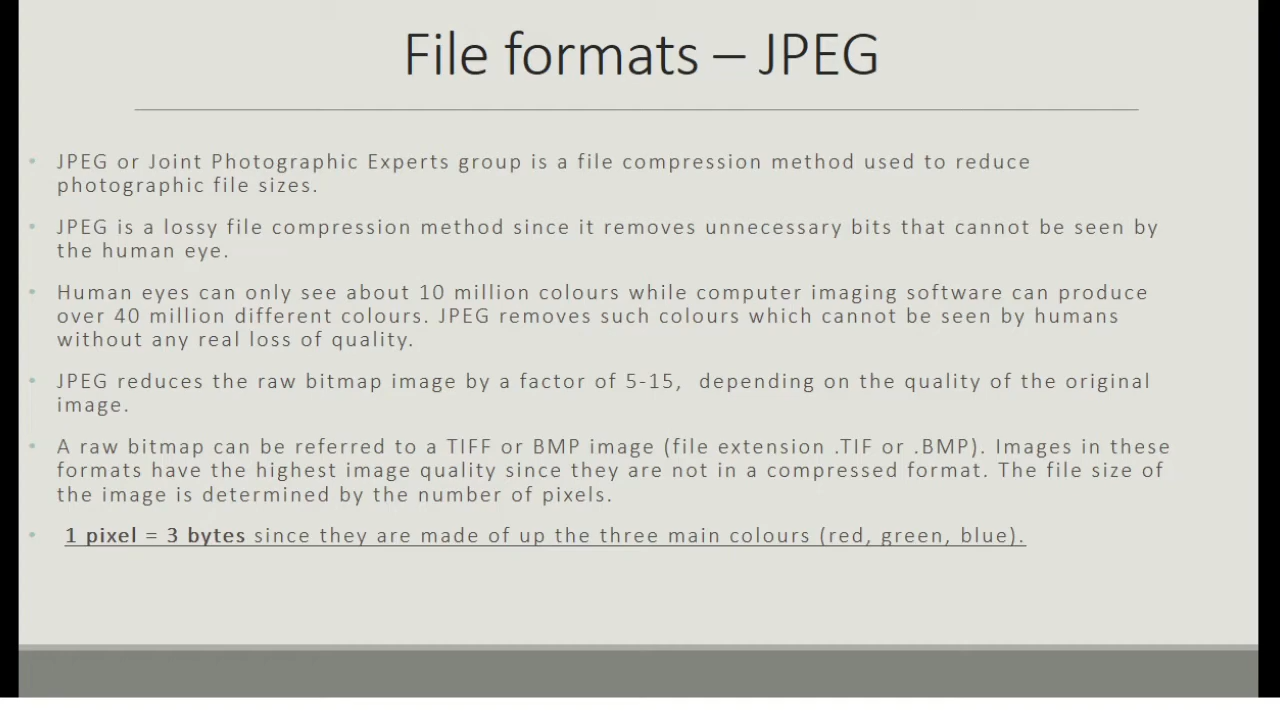 File formats – JPEG
• JPEG or Joint Photographic Experts group is a file compression method used to reduce
photographic file sizes.
• JPEG is a lossy file compression method since it removes unnecessary bits that cannot be seen by
the human eye.
• Human eyes can only see about 10 million colours while computer imaging software can produce
over 40 million different colours. JPEG removes such colours which cannot be seen by humans
without any real loss of quality.
• JPEG reduces the raw bitmap image by a factor of 5-15,  depending on the quality of the original
image.
• A raw bitmap can be referred to a TIFF or BMP image (file extension .TIF or .BMP). Images in these
formats have the highest image quality since they are not in a compressed format. The file size of
the image is determined by the number of pixels.
• 1 pixel = 3 bytes since they are made of up the three main colours (red, green, blue).